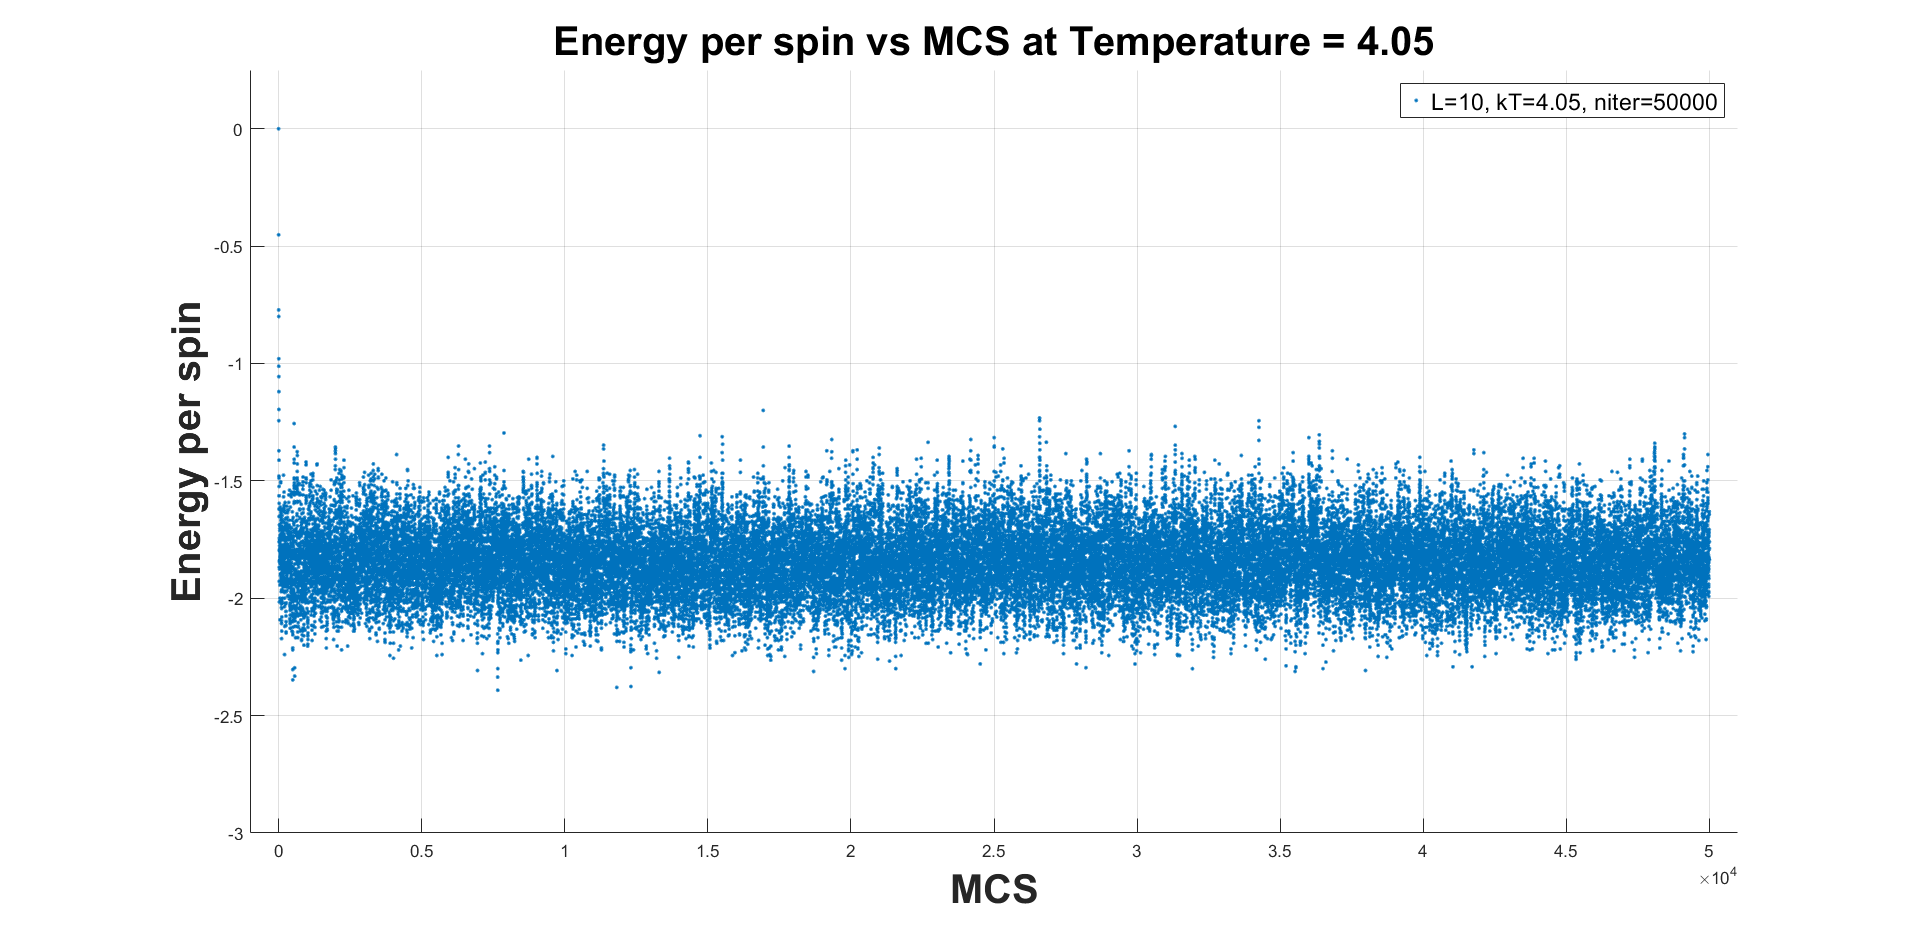 Energy per spin vs MCS at Temperature = 4.05
L=10, kT=4.05, niter=50000
Energy per spin
0
-0.5
-1
-1.5
-2
-2.5
-3
0 0.5 1 1.5 2 2.5 3 3.5 4 4.5 5
×10⁴
MCS